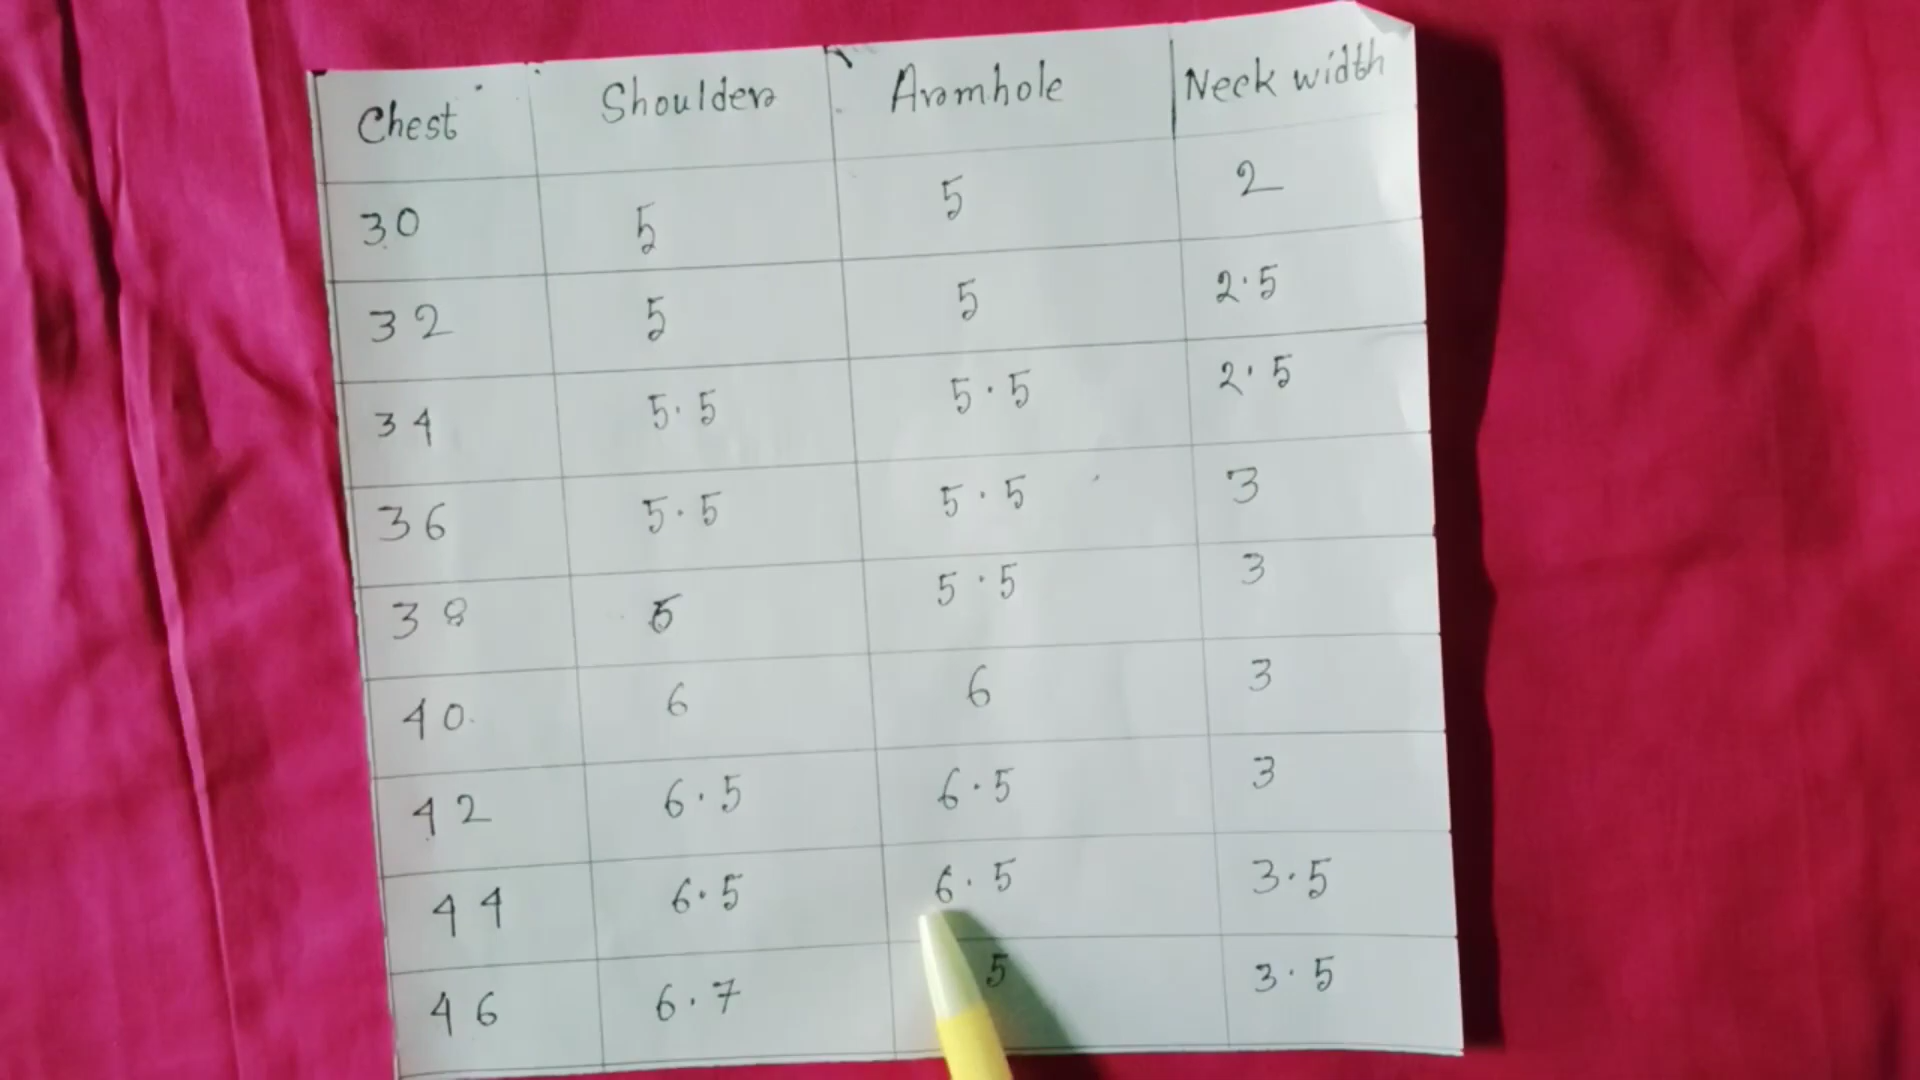 Chest Shoulder Armhole Neck width
30 5 5 2
32 5 5 2.5
34 5.5 5.5 2.5
36 5.5 5.5 3
38 5.5 3
40 6 6 3
42 6.5 6.5 3
44 6.5 6.5 3.5
46 6.7 5 3.5